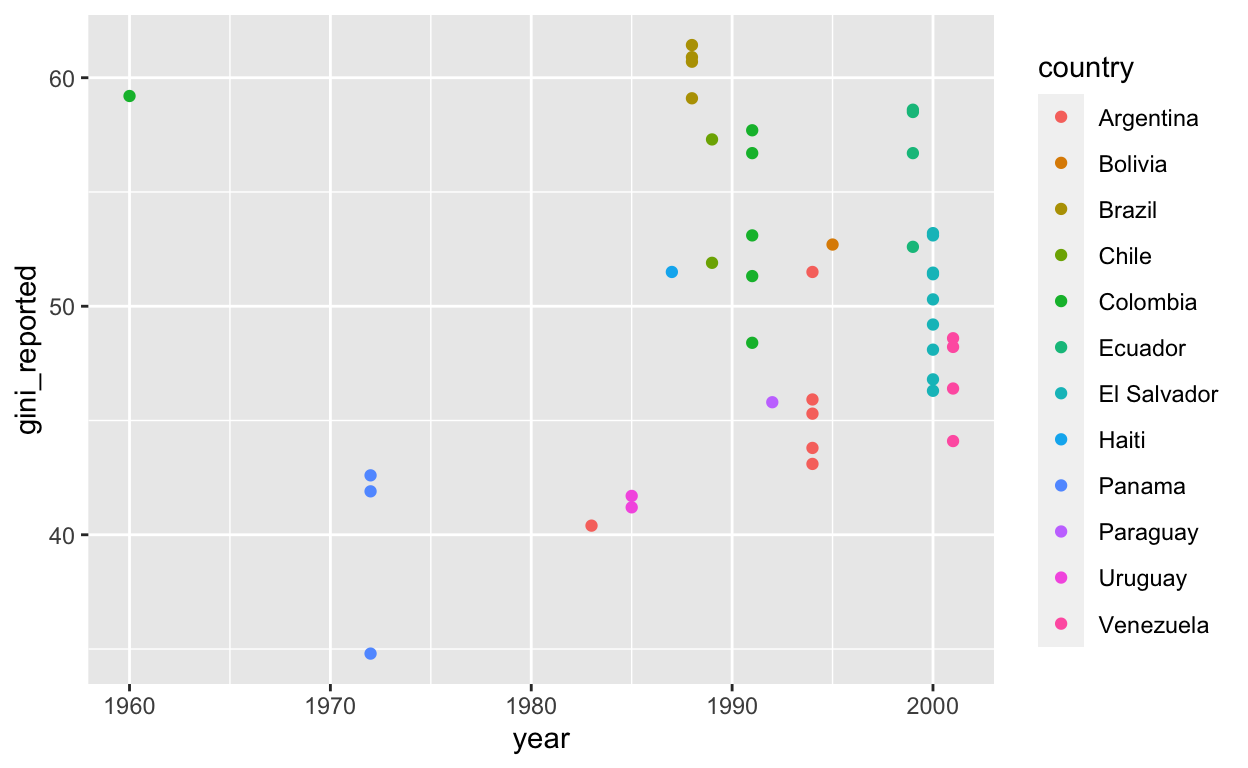 gini_reported
60
50
40
1960 1970 1980 1990 2000
year
country
Argentina
Bolivia
Brazil
Chile
Colombia
Ecuador
El Salvador
Haiti
Panama
Paraguay
Uruguay
Venezuela